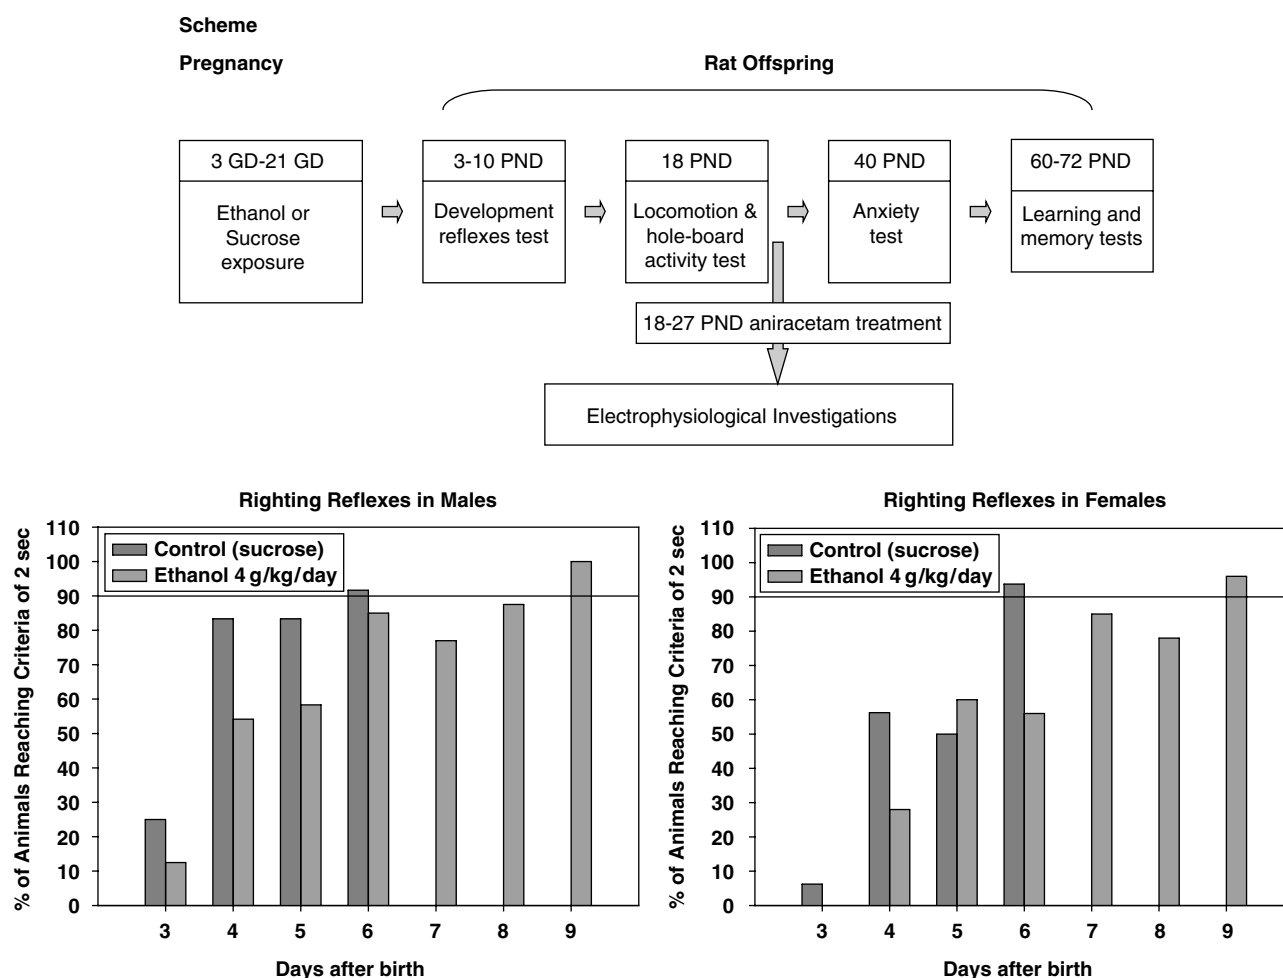 Scheme
Pregnancy
Rat Offspring
3 GD-21 GD
Ethanol or
Sucrose
exposure
3-10 PND
Development
reflexes test
18 PND
Locomotion &
hole-board
activity test
40 PND
Anxiety
test
60-72 PND
Learning and
memory tests
18-27 PND aniracetam treatment
Electrophysiological Investigations
Righting Reflexes in Males
% of Animals Reaching Criteria of 2 sec
110
100
90
80
70
60
50
40
30
20
10
0
Control (sucrose)
Ethanol 4 g/kg/day
3 4 5 6 7 8 9
Days after birth
Righting Reflexes in Females
% of Animals Reaching Criteria of 2 sec
110
100
90
80
70
60
50
40
30
20
10
0
Control (sucrose)
Ethanol 4 g/kg/day
3 4 5 6 7 8 9
Days after birth